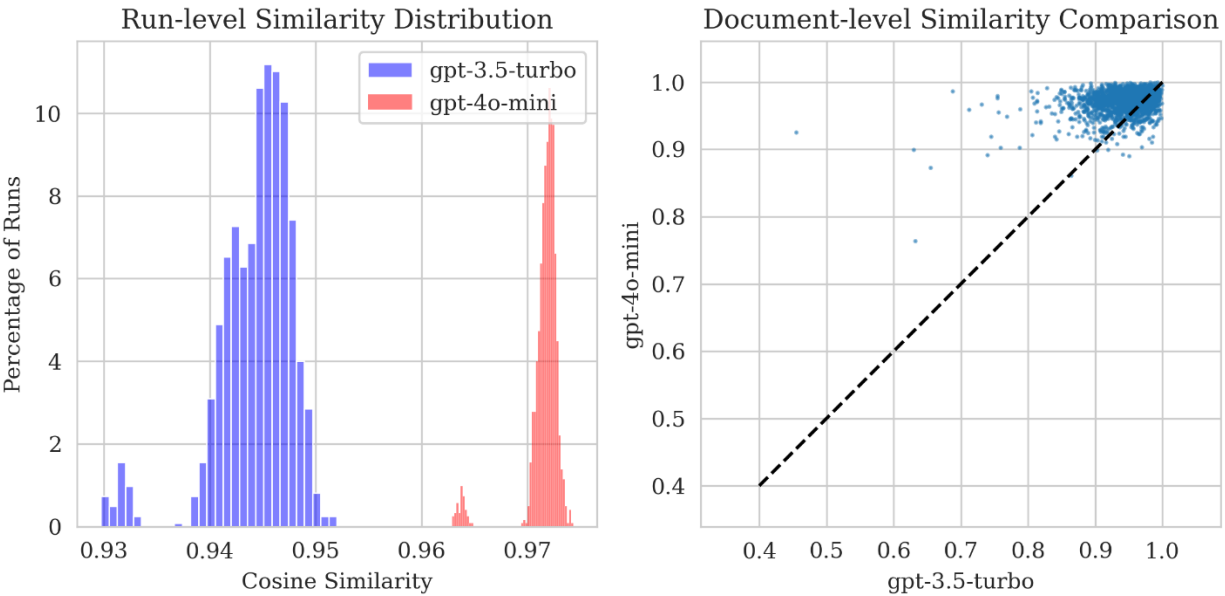 Run-level Similarity Distribution
gpt-3.5-turbo
gpt-4o-mini
Percentage of Runs
10
8
6
4
2
0
0.93 0.94 0.95 0.96 0.97
Cosine Similarity
Document-level Similarity Comparison
gpt-4o-mini
1.0
0.9
0.8
0.7
0.6
0.5
0.4
0.4 0.5 0.6 0.7 0.8 0.9 1.0
gpt-3.5-turbo